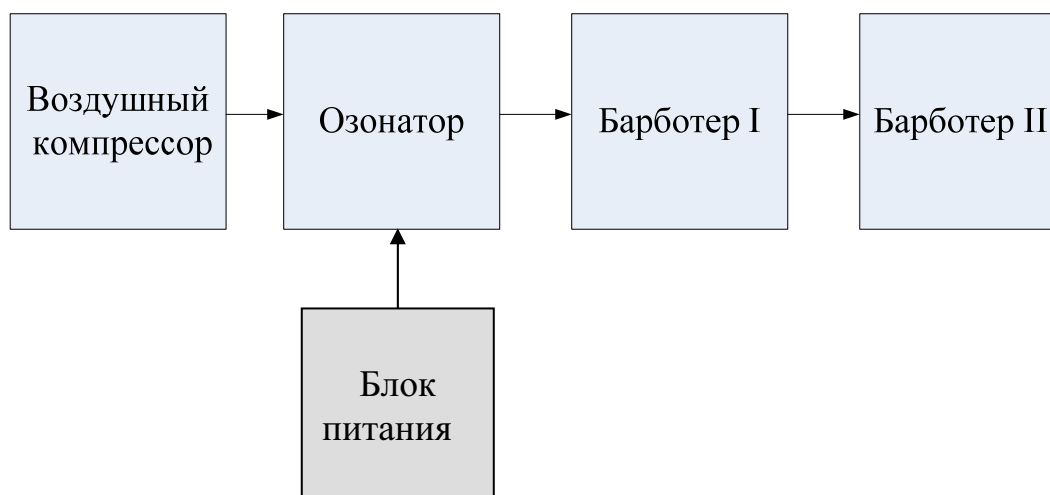 Воздушный
компрессор
Озонатор
Барботер I
Барботер II
Блок
питания